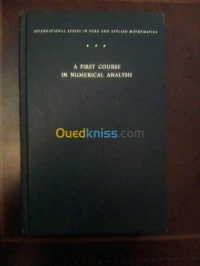 INTERNATIONAL SERIES IN PURE AND APPLIED MATHEMATICS
A FIRST COURSE
IN NUMERICAL ANALYSIS
Ouedkniss.com